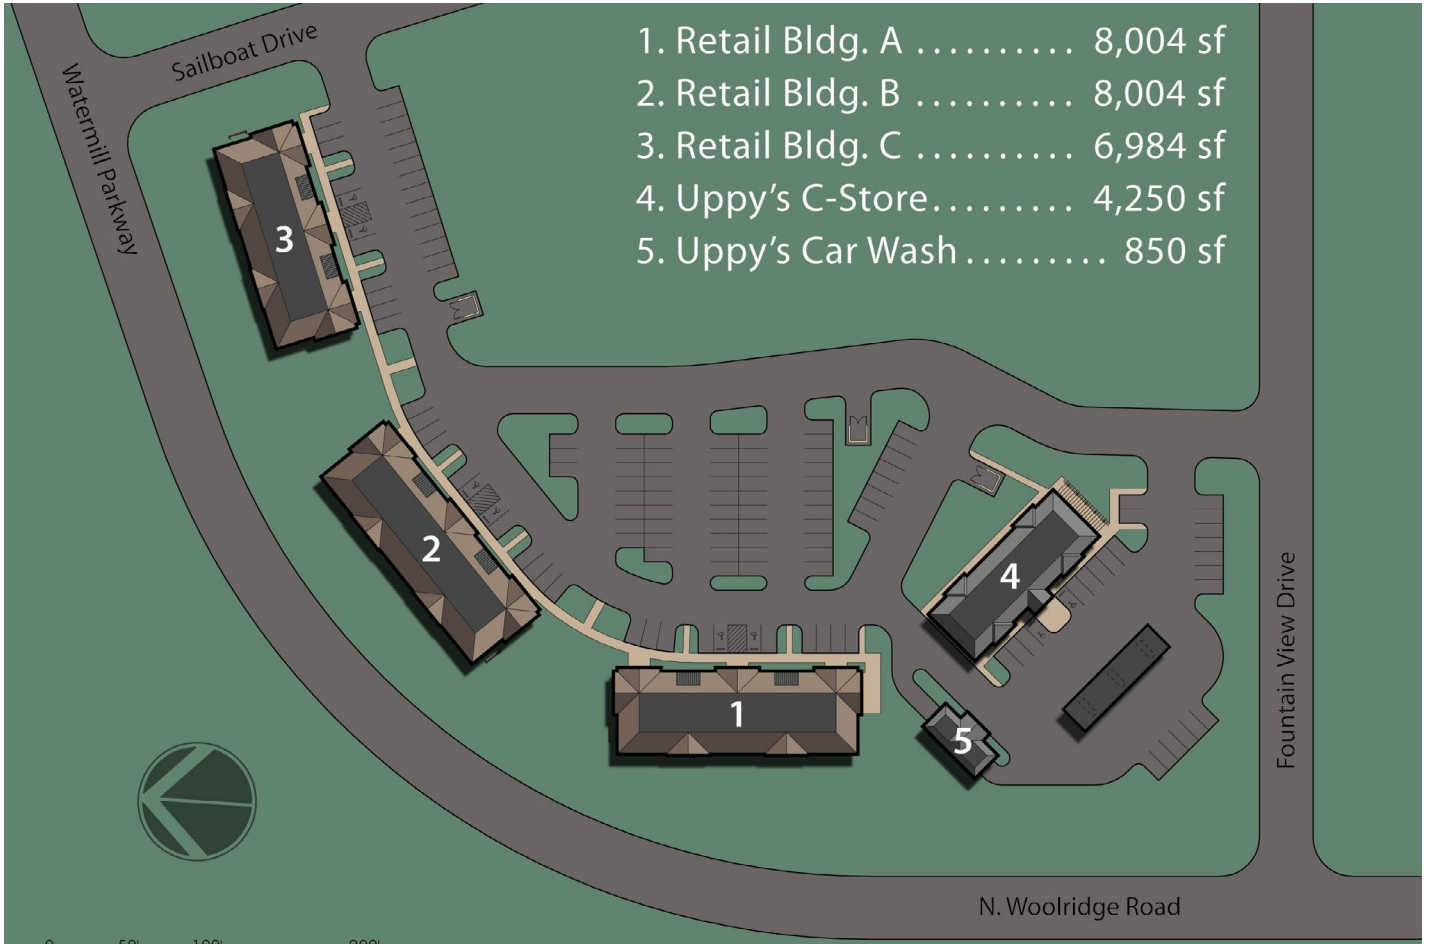 1. Retail Bldg. A .......... 8,004 sf
2. Retail Bldg. B .......... 8,004 sf
3. Retail Bldg. C .......... 6,984 sf
4. Uppy’s C-Store......... 4,250 sf
5. Uppy’s Car Wash......... 850 sf
Sailboat Drive
Watermill Parkway
3
2
4
1
5
Fountain View Drive
N. Woolridge Road